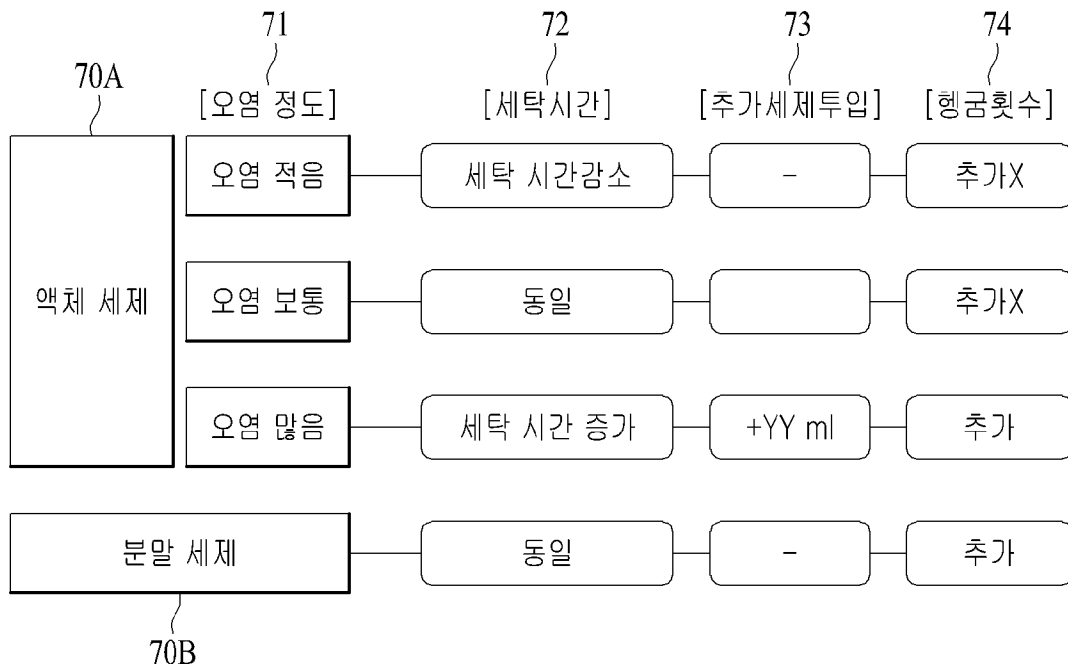 71 72 73 74
70A
[오염 정도] [세탁시간] [추가세제투입] [헹굼횟수]
오염 적음 세탁 시간감소 - 추가X
액체 세제 오염 보통 동일 추가X
오염 많음 세탁 시간 증가 +YY ml 추가
분말 세제 동일 - 추가
70B